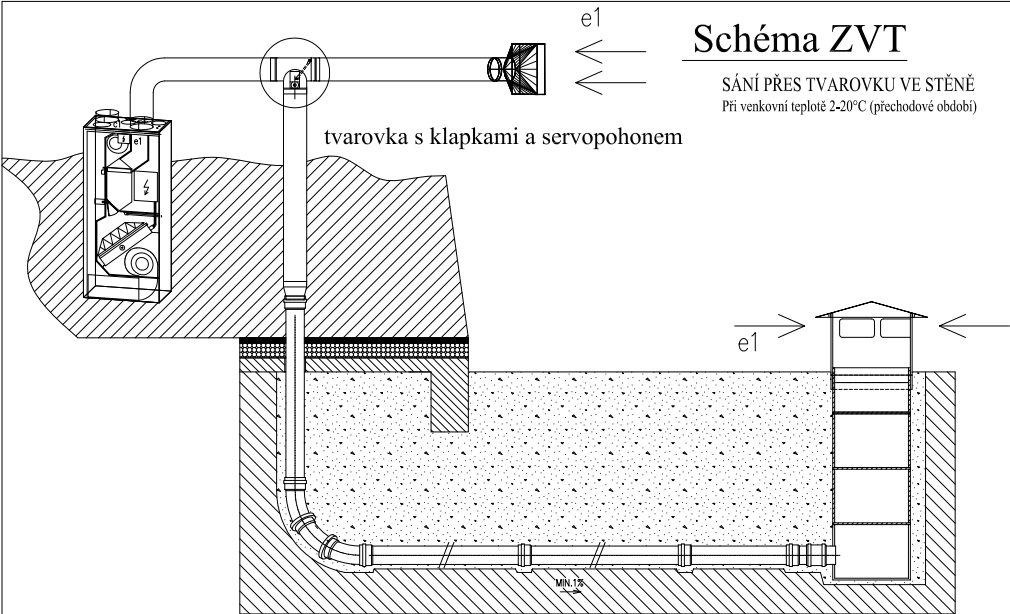 e1
Schéma ZVT
SÁNÍ PŘES TVAROVKU VE STĚNĚ
Při venkovní teplotě 2-20°C (přechodové období)
tvarovka s klapkami a servopohonem
e1
e1
MIN.1%